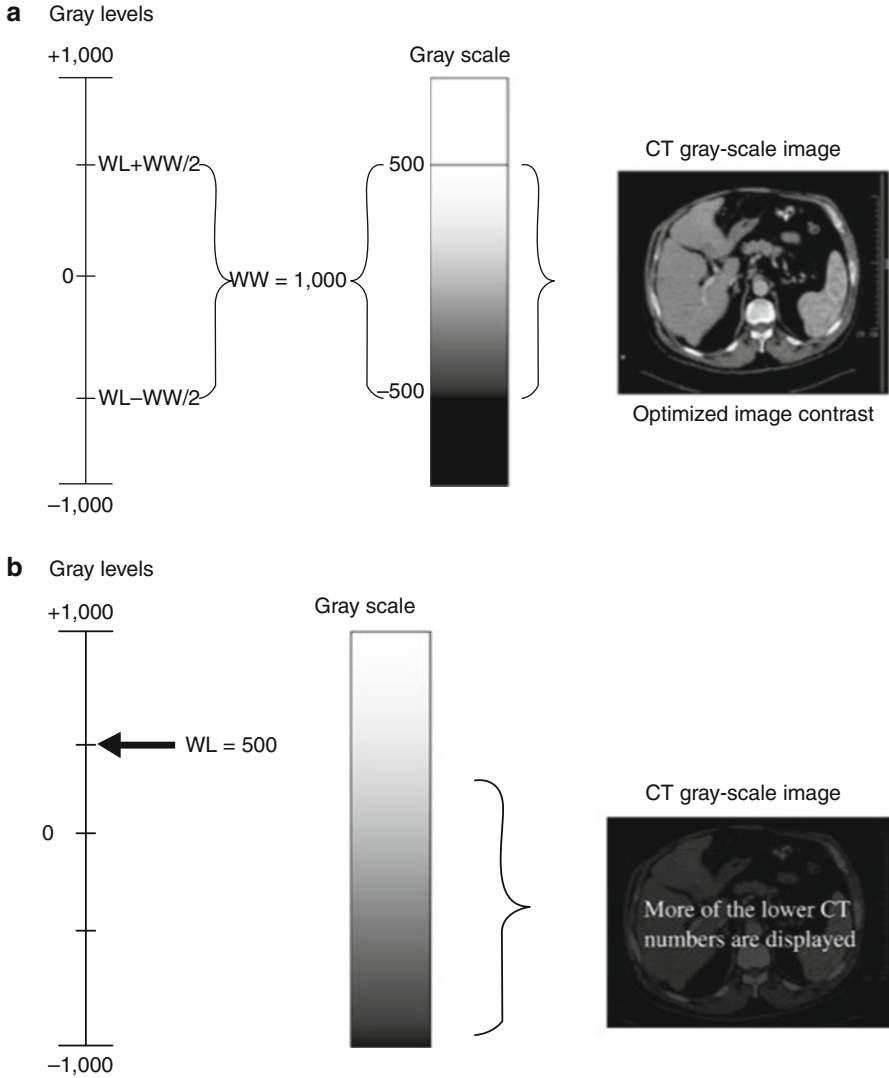 a Gray levels
+1,000
Gray scale
CT gray-scale image
WL+WW/2
500
0
WW = 1,000
WL–WW/2
–500
Optimized image contrast
–1,000
b Gray levels
+1,000
Gray scale
WL = 500
CT gray-scale image
0
More of the lower CT
numbers are displayed
–1,000